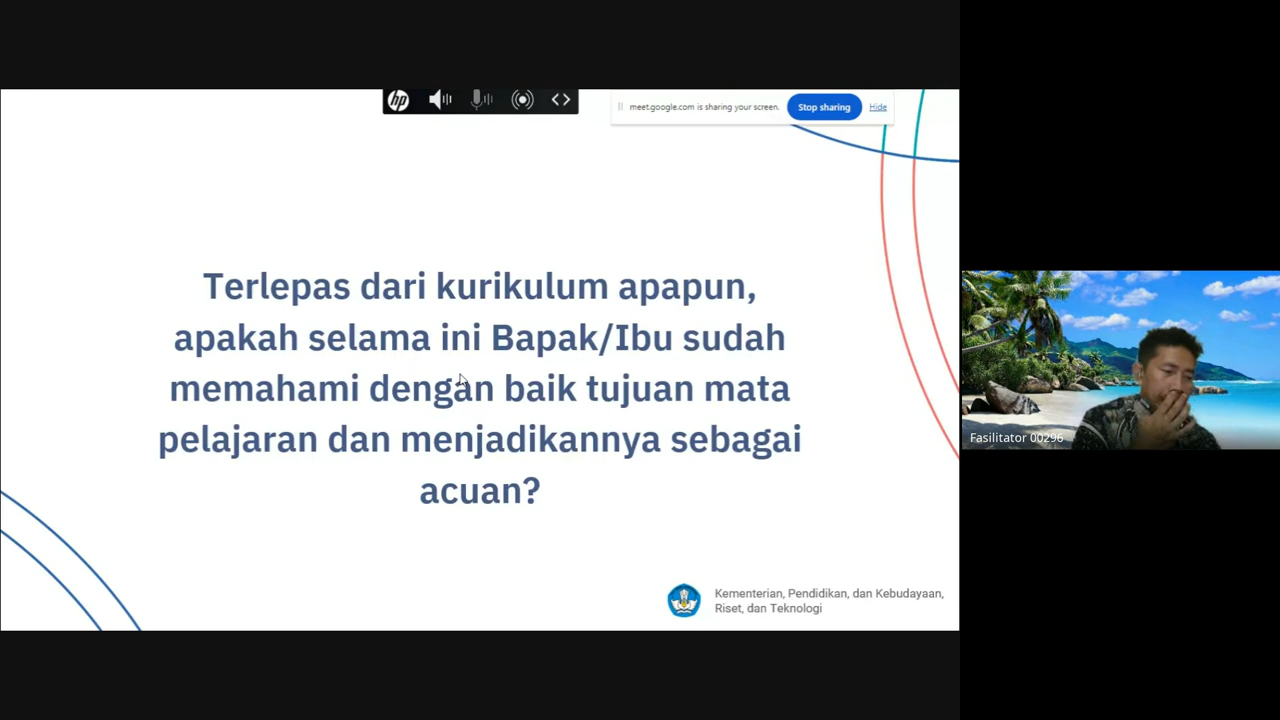 hp
meet.google.com is sharing your screen.
Stop sharing
Hide
Terlepas dari kurikulum apapun,
apakah selama ini Bapak/Ibu sudah
memahami dengan baik tujuan mata
pelajaran dan menjadikannya sebagai
acuan?
Fasilitator 00296
Kementerian, Pendidikan, dan Kebudayaan,
Riset, dan Teknologi